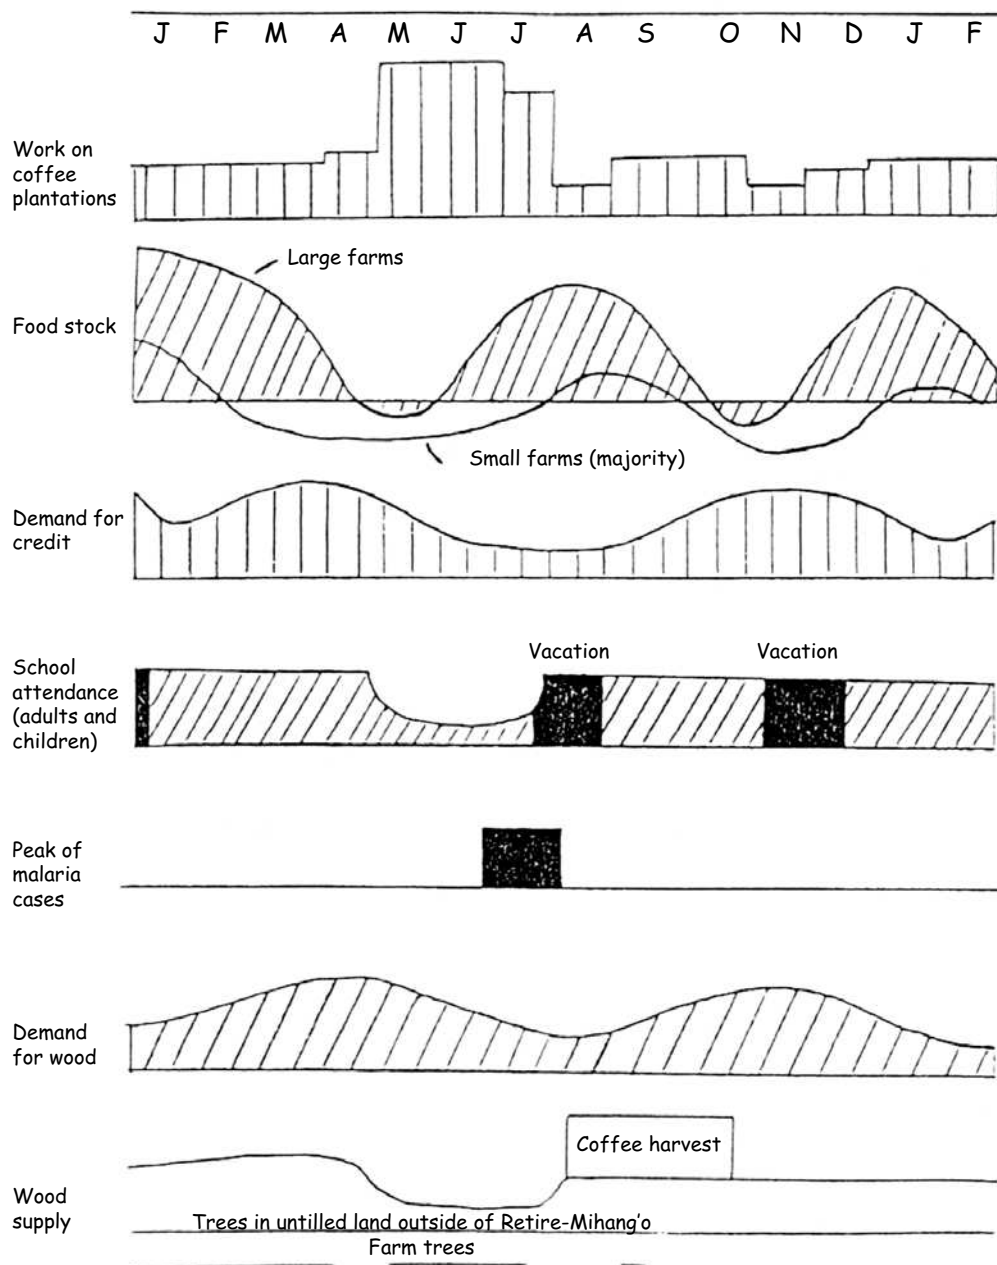 J F M A M J J A S O N D J F
Work on
coffee
plantations
Large farms
Food stock
Small farms (majority)
Demand for
credit
Vacation Vacation
School
attendance
(adults and
children)
Peak of
malaria
cases
Demand
for wood
Coffee harvest
Wood
supply
Trees in untilled land outside of Retire-Mihang'o
Farm trees